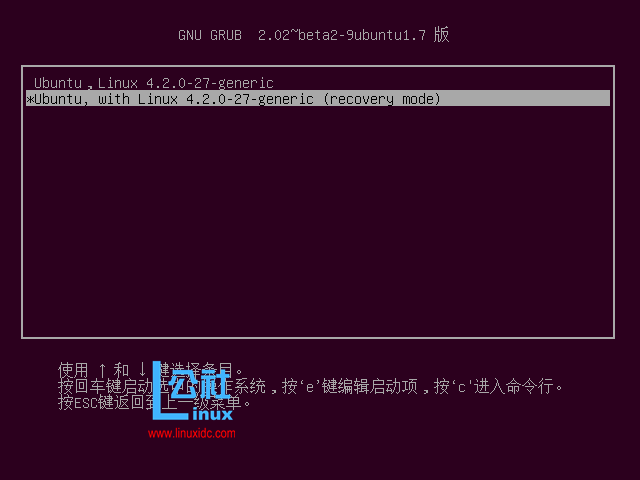 GNU GRUB 2.02~beta2-9ubuntu1.7 版
Ubuntu，Linux 4.2.0-27-generic
*Ubuntu, with Linux 4.2.0-27-generic (recovery mode)
使用 ↑ 和 ↓ 键选择条目。
按回车键启动选 的操作系统，按‘e’键编辑启动项，按‘c'进入命令行。
按ESC键返回到上一级菜单。
Linux公社
www.linuxidc.com